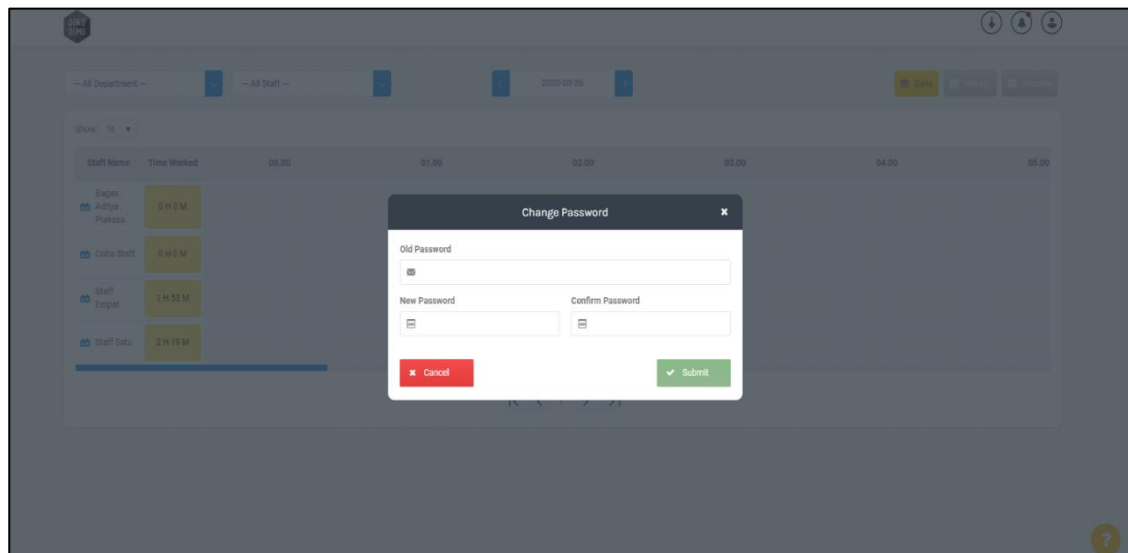 DEMO
-- All Department --
-- All Staff --
2020-03-26
Daily
Show 10
Staff Name Time Worked 00.00 01.00 02.00 03.00 04.00 05.00
Bagas
Aditya
Prakasa
0 H 0 M
Coba Staff 0 H 0 M
Staff
Empat
1 H 53 M
Staff Satu 2 H 19 M
Change Password
Old Password
New Password Confirm Password
Cancel Submit
?